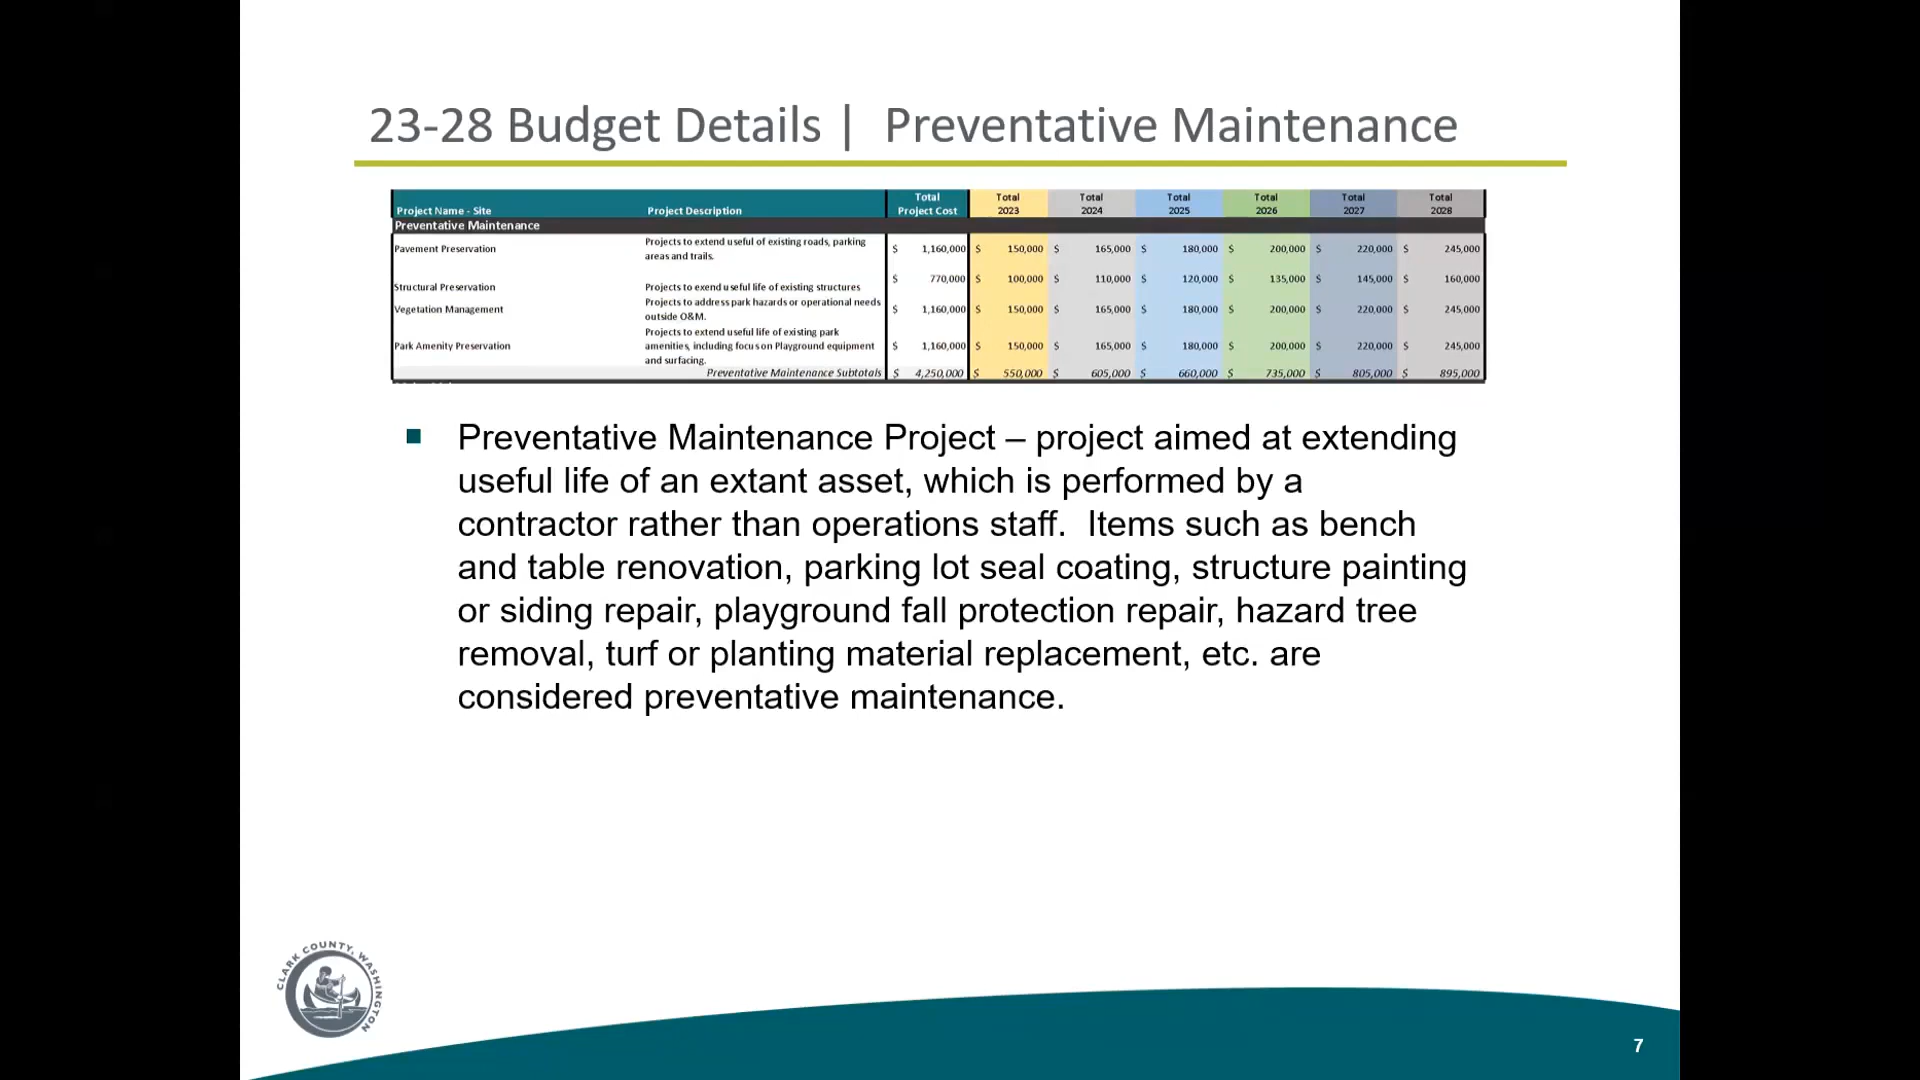 23-28 Budget Details | Preventative Maintenance
Project Name - Site Project Description Total Project Cost Total 2023 Total 2024 Total 2025 Total 2026 Total 2027 Total 2028
Preventative Maintenance
Pavement Preservation Projects to extend useful of existing roads, parking areas and trails. $ 1,160,000 $ 150,000 $ 165,000 $ 180,000 $ 200,000 $ 220,000 $ 245,000
Structural Preservation Projects to exend useful life of existing structures $ 770,000 $ 100,000 $ 110,000 $ 120,000 $ 135,000 $ 145,000 $ 160,000
Vegetation Management Projects to address park hazards or operational needs outside O&M. $ 1,160,000 $ 150,000 $ 165,000 $ 180,000 $ 200,000 $ 220,000 $ 245,000
Park Amenity Preservation Projects to extend useful life of existing park amenities, including focus on Playground equipment and surfacing. $ 1,160,000 $ 150,000 $ 165,000 $ 180,000 $ 200,000 $ 220,000 $ 245,000
Preventative Maintenance Subtotals $ 4,250,000 $ 550,000 $ 605,000 $ 660,000 $ 735,000 $ 805,000 $ 895,000
Preventative Maintenance Project – project aimed at extending
useful life of an extant asset, which is performed by a
contractor rather than operations staff. Items such as bench
and table renovation, parking lot seal coating, structure painting
or siding repair, playground fall protection repair, hazard tree
removal, turf or planting material replacement, etc. are
considered preventative maintenance.
CLARK COUNTY, WASHINGTON
7